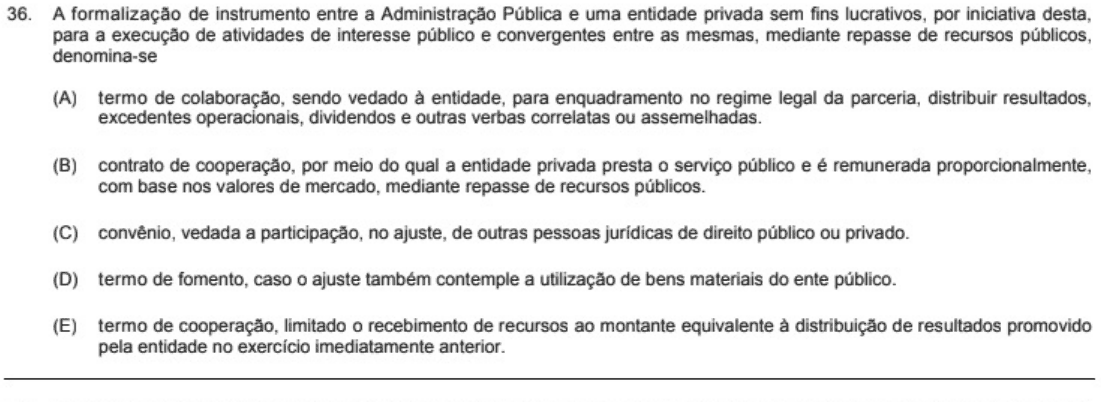 36. A formalização de instrumento entre a Administração Pública e uma entidade privada sem fins lucrativos, por iniciativa desta,
para a execução de atividades de interesse público e convergentes entre as mesmas, mediante repasse de recursos públicos,
denomina-se
(A) termo de colaboração, sendo vedado à entidade, para enquadramento no regime legal da parceria, distribuir resultados,
excedentes operacionais, dividendos e outras verbas correlatas ou assemelhadas.
(B) contrato de cooperação, por meio do qual a entidade privada presta o serviço público e é remunerada proporcionalmente,
com base nos valores de mercado, mediante repasse de recursos públicos.
(C) convênio, vedada a participação, no ajuste, de outras pessoas jurídicas de direito público ou privado.
(D) termo de fomento, caso o ajuste também contemple a utilização de bens materiais do ente público.
(E) termo de cooperação, limitado o recebimento de recursos ao montante equivalente à distribuição de resultados promovido
pela entidade no exercício imediatamente anterior.